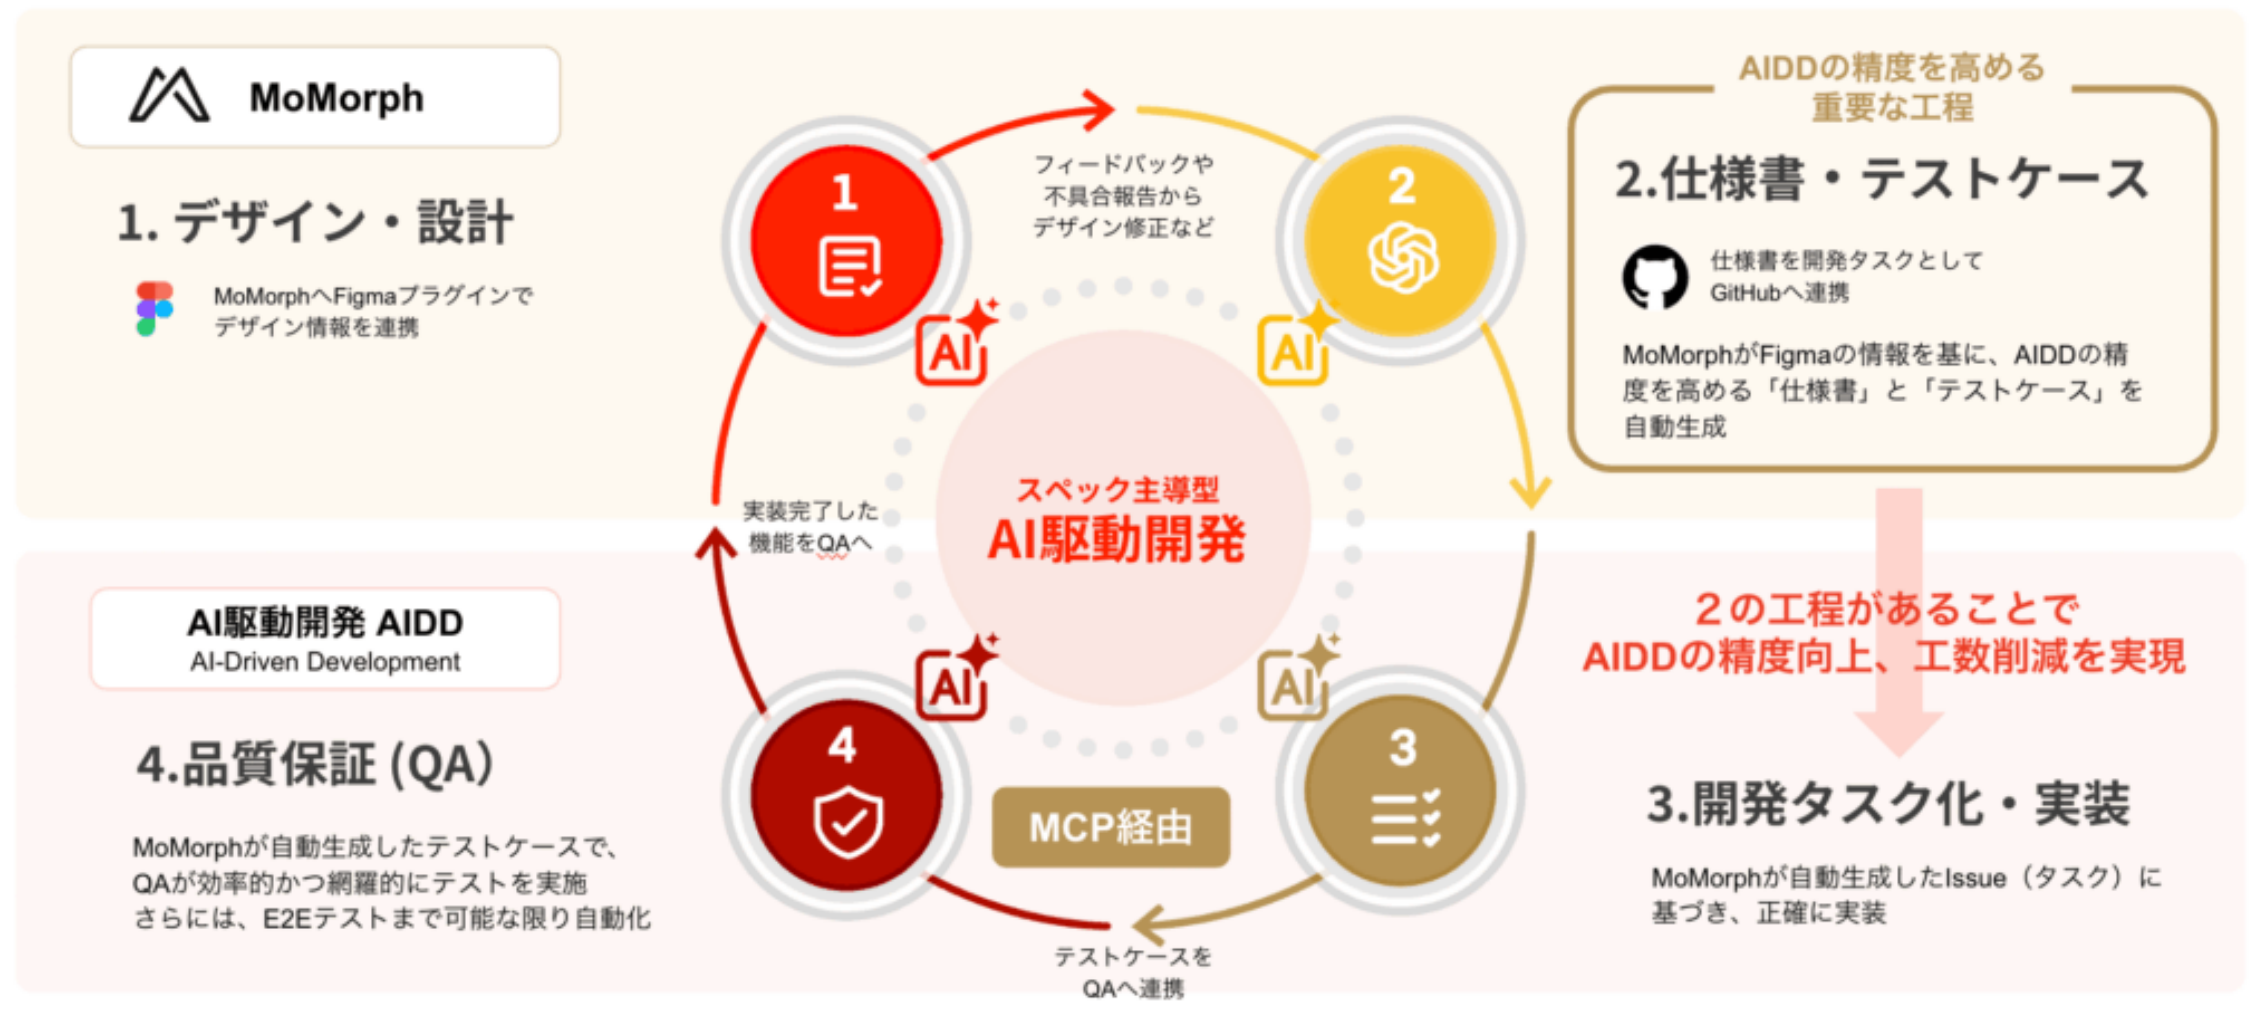 MoMorph
1. デザイン・設計
MoMorphへFigmaプラグインで
デザイン情報を連携
1
フィードバックや
不具合報告から
デザイン修正など
2
AI
AI
AIDDの精度を高める
重要な工程
2.仕様書・テストケース
仕様書を開発タスクとして
GitHubへ連携
MoMorphがFigmaの情報を基に、AIDDの精
度を高める「仕様書」と「テストケース」を
自動生成
スペック主導型
AI駆動開発
実装完了した
機能をQAへ
AI駆動開発 AIDD
AI-Driven Development
4.品質保証 (QA）
MoMorphが自動生成したテストケースで、
QAが効率的かつ網羅的にテストを実施
さらには、E2Eテストまで可能な限り自動化
AI
AI
4
MCP経由
3
テストケースを
QAへ連携
２の工程があることで
AIDDの精度向上、工数削減を実現
3.開発タスク化・実装
MoMorphが自動生成したIssue（タスク）に
基づき、正確に実装